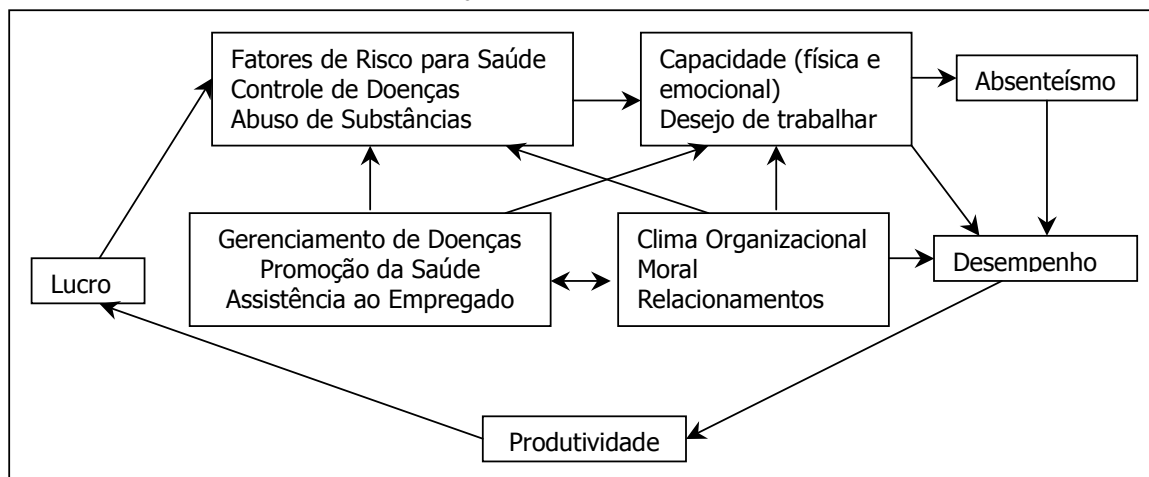 Fatores de Risco para Saúde
Controle de Doenças
Abuso de Substâncias
Capacidade (física e
emocional)
Desejo de trabalhar
Absenteísmo
Gerenciamento de Doenças
Promoção da Saúde
Assistência ao Empregado
Clima Organizacional
Moral
Relacionamentos
Desempenho
Lucro
Produtividade